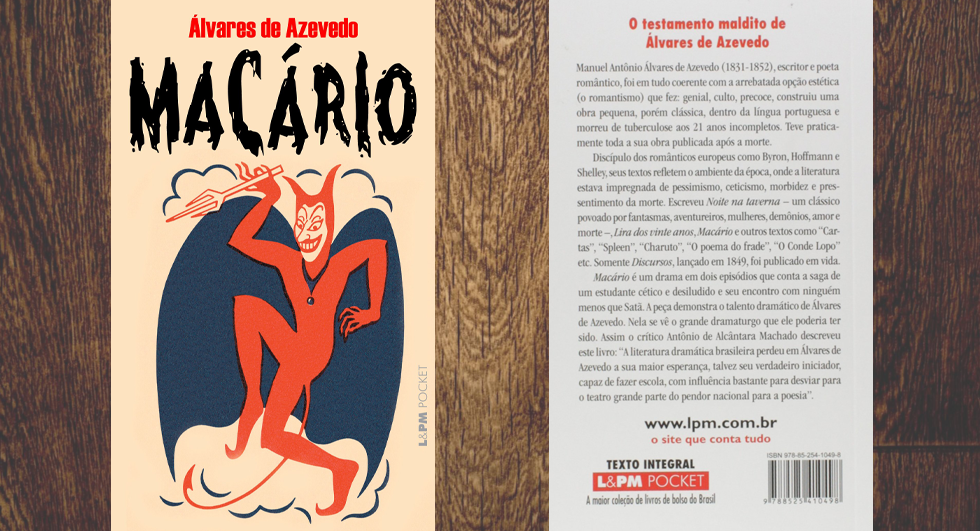 Álvares de Azevedo
MACÁRIO
L&PM POCKET
O testamento maldito de
Álvares de Azevedo
Manuel Antônio Álvares de Azevedo (1831-1852), escritor e poeta
romântico, foi em tudo coerente com a arrebatada opção estética
(o romantismo) que fez: genial, culto, precoce, construiu uma
obra pequena, porém clássica, dentro da língua portuguesa e
morreu de tuberculose aos 21 anos incompletos. Teve pratica-
mente toda a sua obra publicada após a morte.
Discípulo dos românticos europeus como Byron, Hoffmann e
Shelley, seus textos refletem o ambiente da época, onde a literatura
estava impregnada de pessimismo, ceticismo, morbidez e pres-
sentimento da morte. Escreveu Noite na taverna – um clássico
povoado por fantasmas, aventureiros, mulheres, demônios, amor e
morte –, Lira dos vinte anos, Macário e outros textos como "Car-
tas", "Spleen", "Charuto", "O poema do frade", "O Conde Lopo"
etc. Somente Discursos, lançado em 1849, foi publicado em vida.
Macário é um drama em dois episódios que conta a saga de
um estudante cético e desiludido e seu encontro com ninguém
menos que Satã. A peça demonstra o talento dramático de Álvares
de Azevedo. Nela se vê o grande dramaturgo que ele poderia ter
sido. Assim o crítico Antônio de Alcântara Machado descreveu
este livro: "A literatura dramática brasileira perdeu em Álvares de
Azevedo a sua maior esperança, talvez seu verdadeiro iniciador,
capaz de fazer escola, com influência bastante para desviar para
o teatro grande parte do pendor nacional para a poesia".
www.lpm.com.br
o site que conta tudo
TEXTO INTEGRAL
L&PM POCKET
A maior coleção de livros de bolso do Brasil
ISBN 978-85-254-1049-8
9 788525 410498